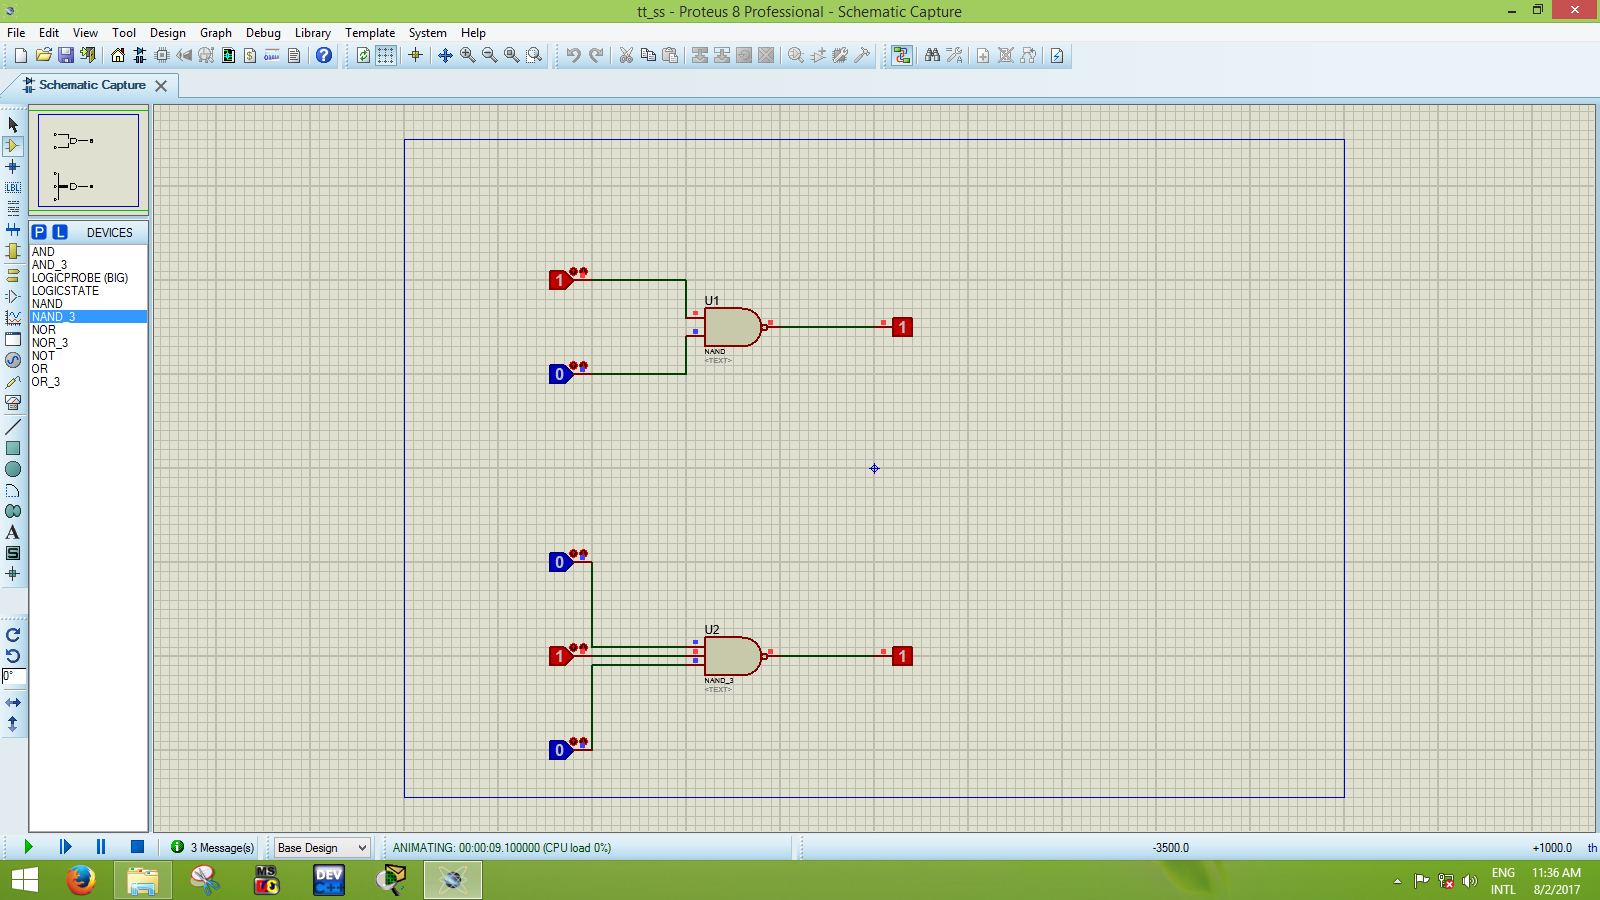 tt_ss - Proteus 8 Professional - Schematic Capture
File Edit View Tool Design Graph Debug Library Template System Help
Schematic Capture
P L DEVICES
AND
AND_3
LOGICPROBE (BIG)
LOGICSTATE
NAND
NAND_3
NOR
NOR_3
NOT
OR
OR_3
LBL
A
S
0°
1
U1
1
NAND
<TEXT>
0
0
U2
1
1
NAND_3
<TEXT>
0
3 Message(s)
Base Design
ANIMATING: 00:00:09.100000 (CPU load 0%)
-3500.0
+1000.0 th
MS
DEV
C++
ENG
INTL
11:36 AM
8/2/2017